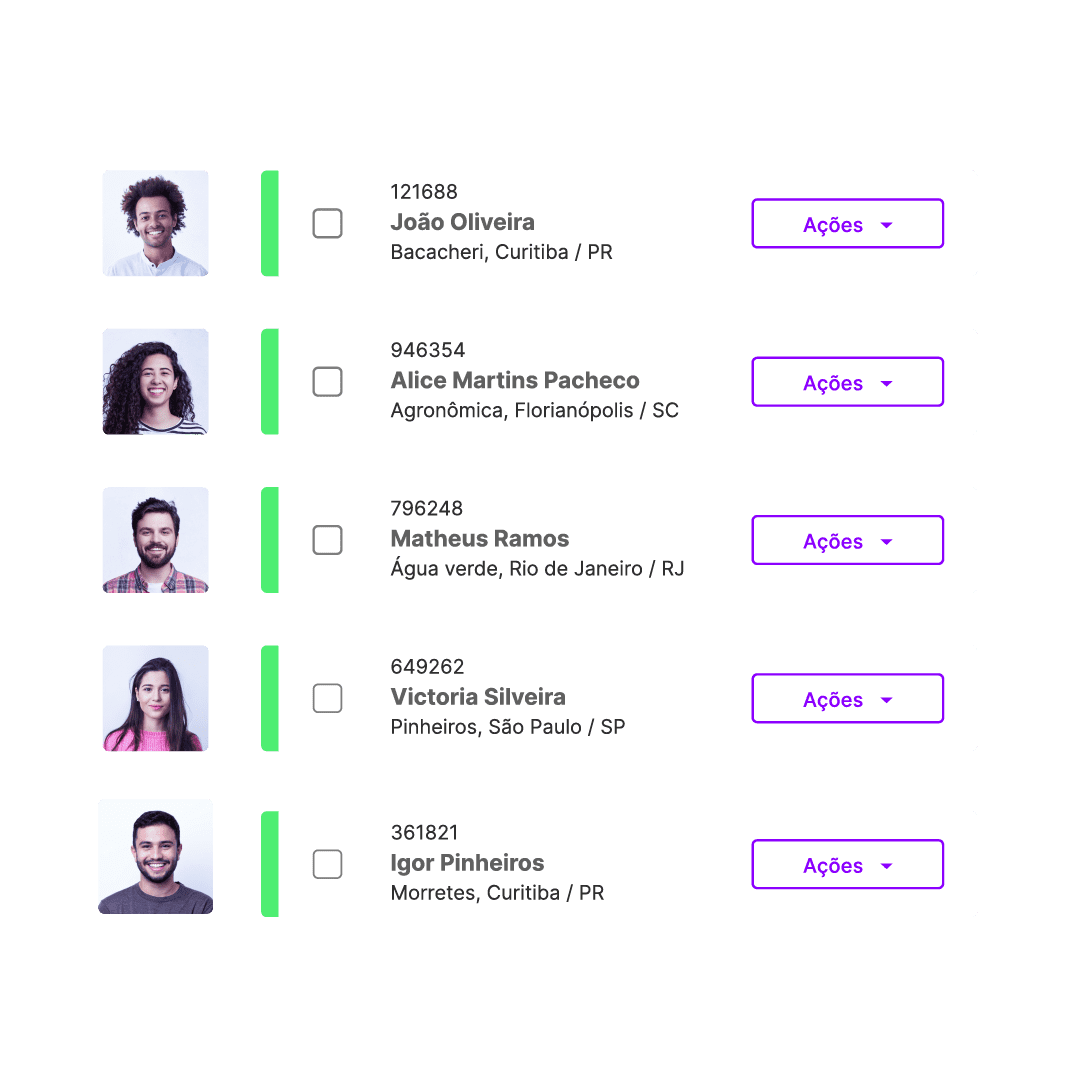 121688
João Oliveira
Bacacheri, Curitiba / PR
Ações
946354
Alice Martins Pacheco
Agronômica, Florianópolis / SC
Ações
796248
Matheus Ramos
Água verde, Rio de Janeiro / RJ
Ações
649262
Victoria Silveira
Pinheiros, São Paulo / SP
Ações
361821
Igor Pinheiros
Morretes, Curitiba / PR
Ações